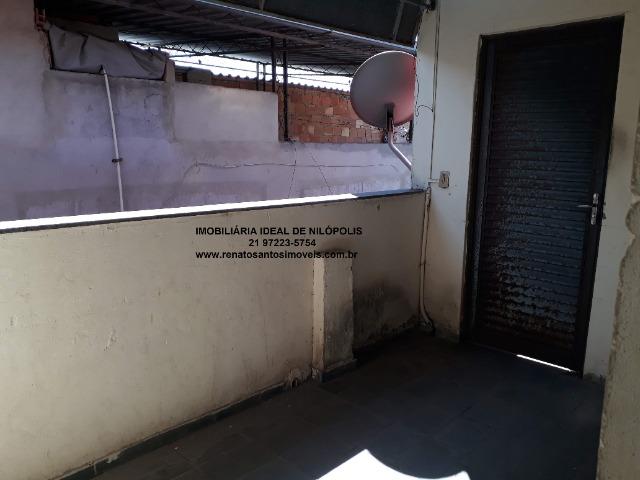 IMOBILIÁRIA IDEAL DE NILÓPOLIS
21 97223-5754
www.renatosantosimoveis.com.br